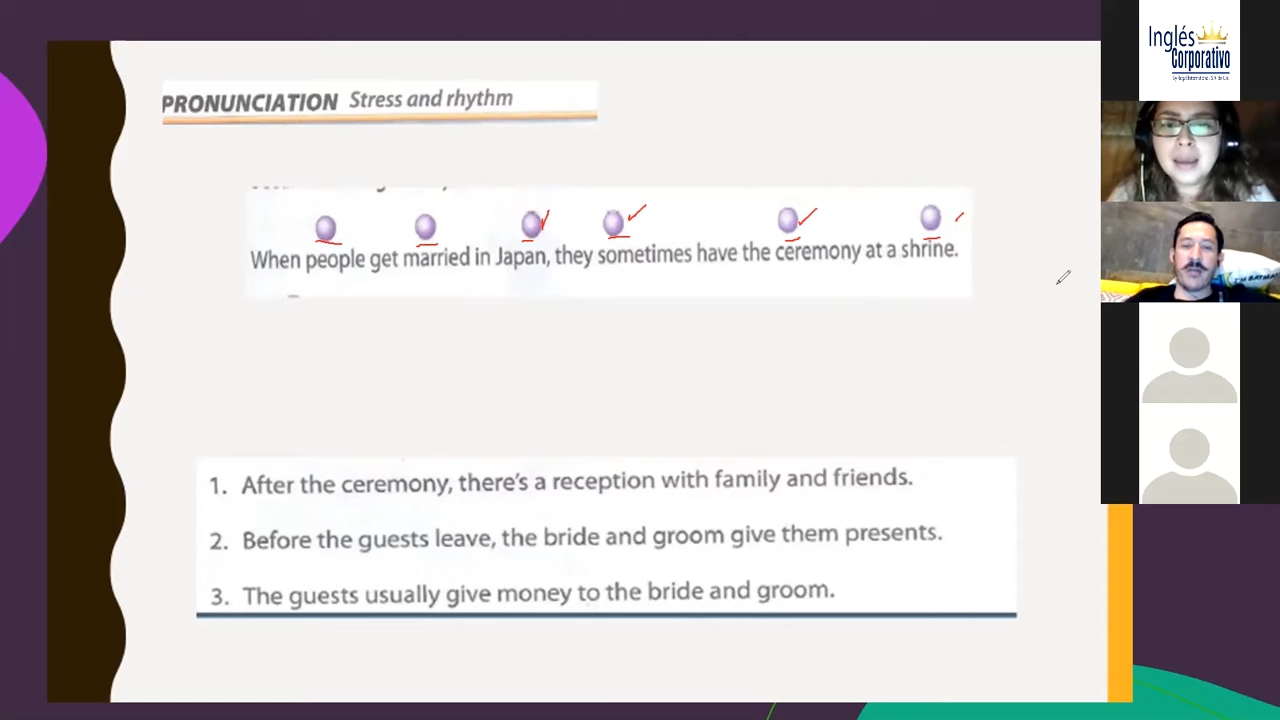 Inglés
Corporativo
PRONUNCIATION Stress and rhythm
When people get married in Japan, they sometimes have the ceremony at a shrine.
1. After the ceremony, there's a reception with family and friends.
2. Before the guests leave, the bride and groom give them presents.
3. The guests usually give money to the bride and groom.